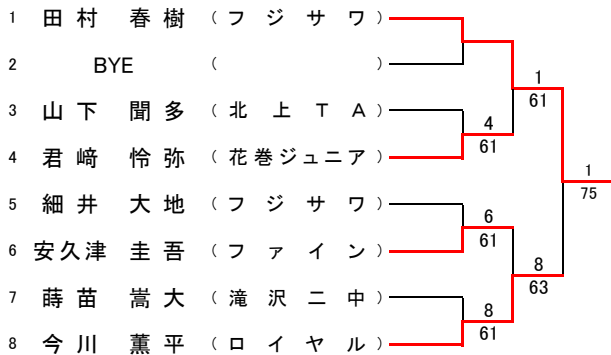 1 田村 春樹 (フジサワ)
2 BYE ( )
1
61
3 山下 聞多 (北上TA)
4
61
4 君﨑 怜弥 (花巻ジュニア)
1
75
5 細井 大地 (フジサワ)
6
61
6 安久津 圭吾 (ファイン)
8
63
7 蒔苗 嵩大 (滝沢二中)
8
61
8 今川 薫平 (ロイヤル)